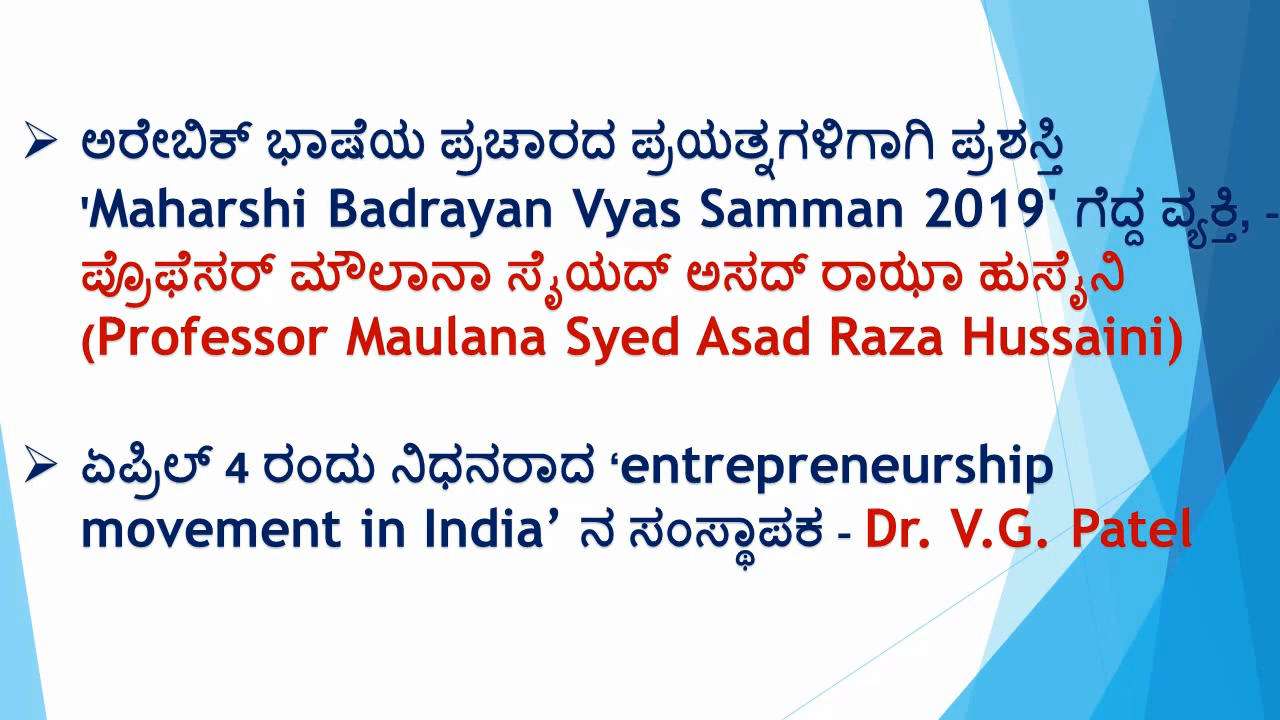 ➢ ಅರೇಬಿಕ್ ಭಾಷೆಯ ಪ್ರಚಾರದ ಪ್ರಯತ್ನಗಳಿಗಾಗಿ ಪ್ರಶಸ್ತಿ
'Maharshi Badrayan Vyas Samman 2019' ಗೆದ್ದ ವ್ಯಕ್ತಿ, -
ಪ್ರೊಫೆಸರ್ ಮೌಲಾನಾ ಸೈಯದ್ ಅಸದ್ ರಾಝಾ ಹುಸೈನಿ
(Professor Maulana Syed Asad Raza Hussaini)
➢ ಏಪ್ರಿಲ್ 4 ರಂದು ನಿಧನರಾದ ‘entrepreneurship
movement in India’ ನ ಸಂಸ್ಥಾಪಕ - Dr. V.G. Patel